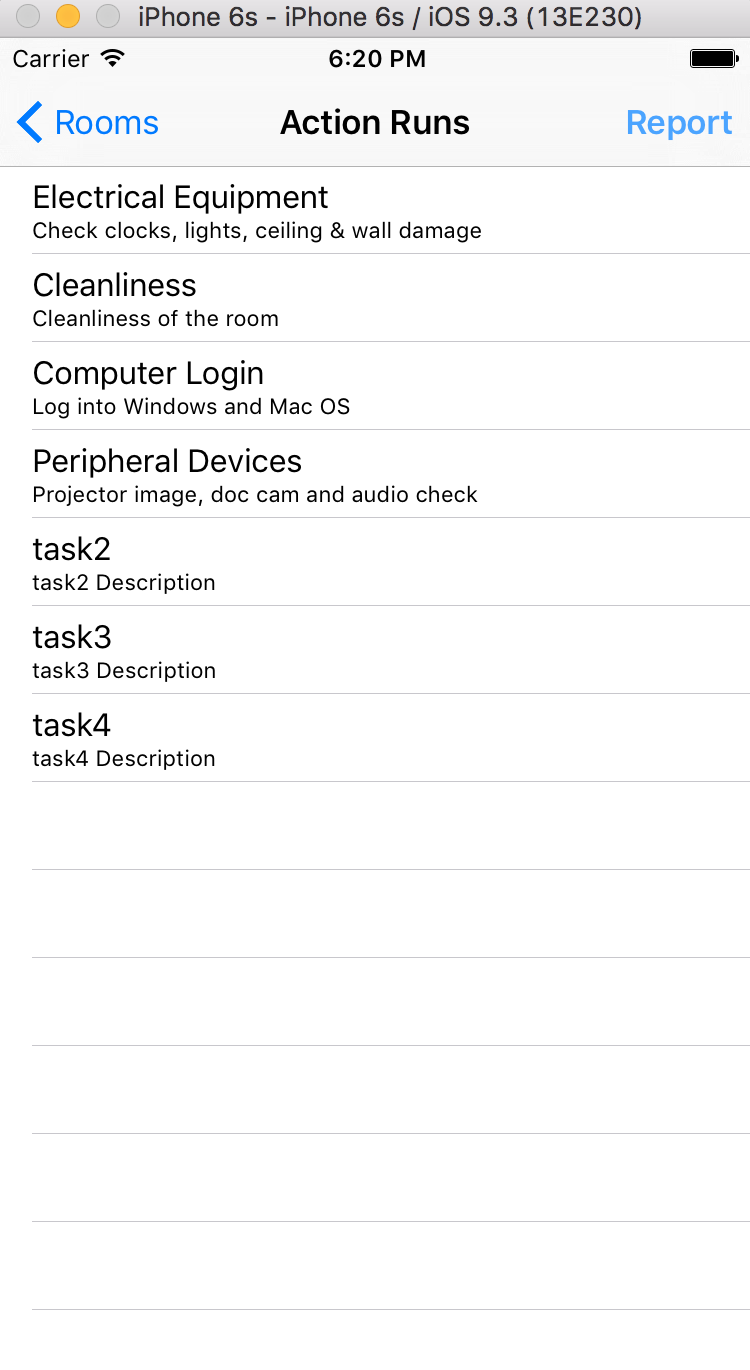 iPhone 6s - iPhone 6s / iOS 9.3 (13E230)
Carrier 6:20 PM
Rooms Action Runs Report
Electrical Equipment
Check clocks, lights, ceiling & wall damage
Cleanliness
Cleanliness of the room
Computer Login
Log into Windows and Mac OS
Peripheral Devices
Projector image, doc cam and audio check
task2
task2 Description
task3
task3 Description
task4
task4 Description